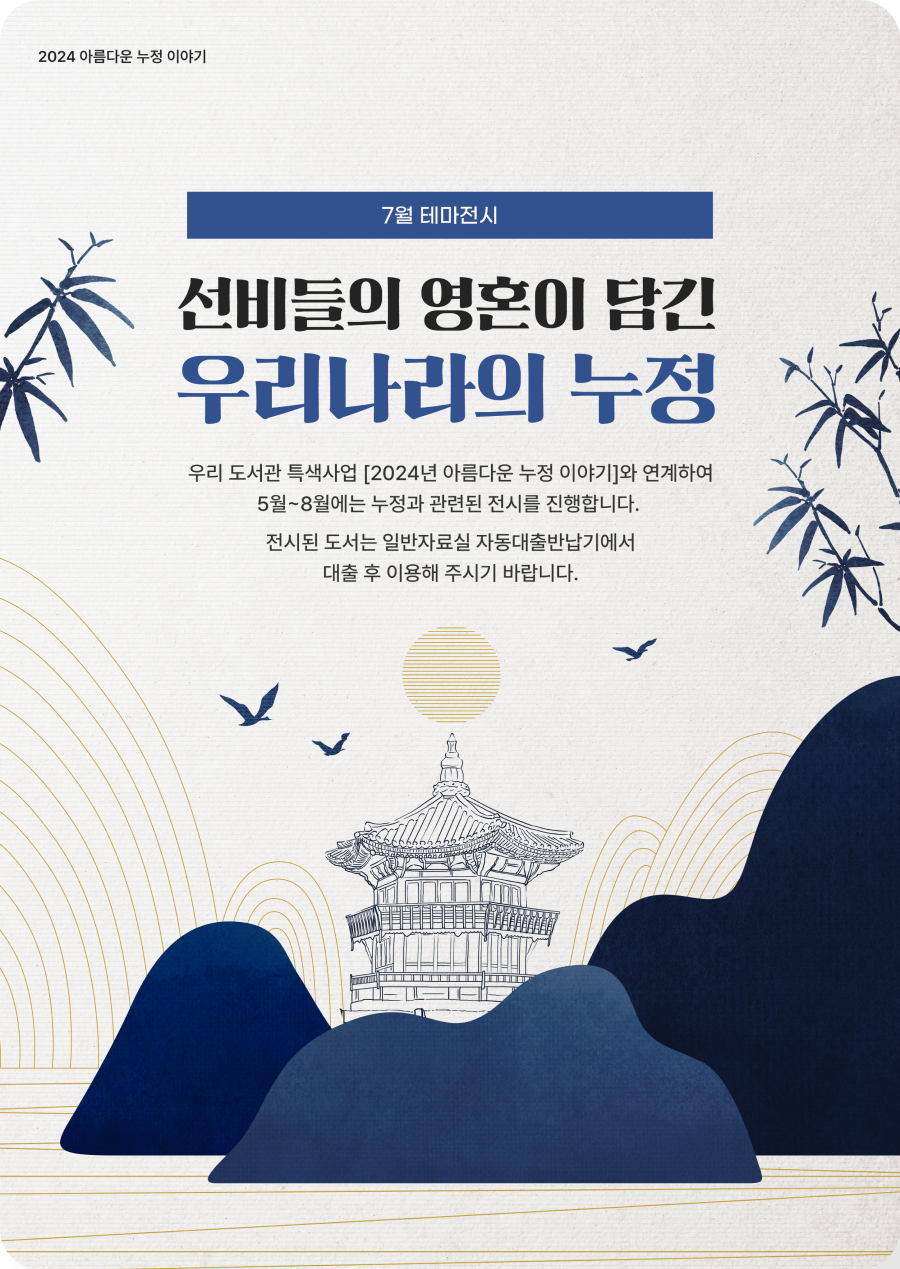 2024 아름다운 누정 이야기
7월 테마전시
선비들의 영혼이 담긴
우리나라의 누정
우리 도서관 특색사업 [2024년 아름다운 누정 이야기]와 연계하여
5월~8월에는 누정과 관련된 전시를 진행합니다.
전시된 도서는 일반자료실 자동대출반납기에서
대출 후 이용해 주시기 바랍니다.